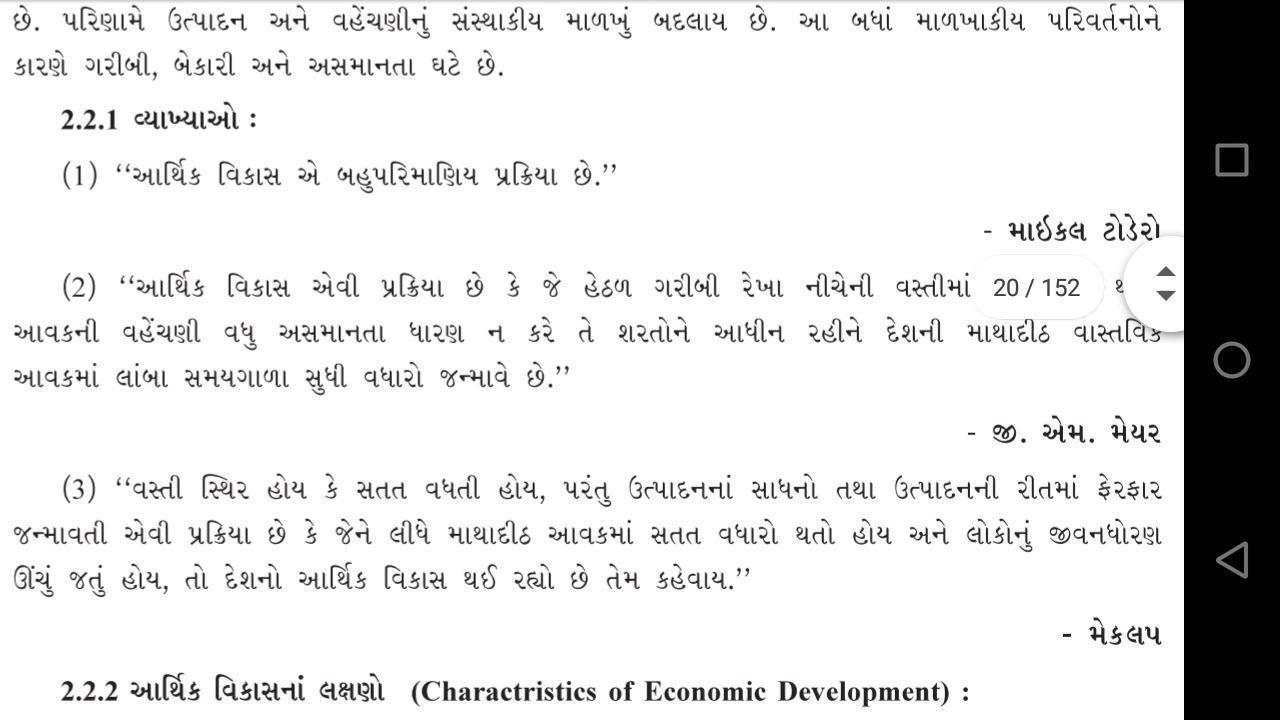 છે. પરિણામે ઉત્પાદન અને વહેંચણીનું સંસ્થાકીય માળખું બદલાય છે. આ બધાં માળખાકીય પરિવર્તનોને
કારણે ગરીબી, બેકારી અને અસમાનતા ઘટે છે.
2.2.1 વ્યાખ્યાઓ :
(1) ‘‘આર્થિક વિકાસ એ બહુપરિમાણિય પ્રક્રિયા છે.’’
- માઇકલ ટોડેરો
(2) ‘‘આર્થિક વિકાસ એવી પ્રક્રિયા છે કે જે હેઠળ ગરીબી રેખા નીચેની વસ્તીમાં 20 / 152
આવકની વહેંચણી વધુ અસમાનતા ધારણ ન કરે તે શરતોને આધીન રહીને દેશની માથાદીઠ વાસ્તવિક
આવકમાં લાંબા સમયગાળા સુધી વધારો જન્માવે છે.’’
- જી. એમ. મેયર
(3) ‘‘વસ્તી સ્થિર હોય કે સતત વધતી હોય, પરંતુ ઉત્પાદનનાં સાધનો તથા ઉત્પાદનની રીતમાં ફેરફાર
જન્માવતી એવી પ્રક્રિયા છે કે જેને લીધે માથાદીઠ આવકમાં સતત વધારો થતો હોય અને લોકોનું જીવનધોરણ
ઊંચું જતું હોય, તો દેશનો આર્થિક વિકાસ થઈ રહ્યો છે તેમ કહેવાય.’’
- મેકલપ
2.2.2 આર્થિક વિકાસનાં લક્ષણો (Charactristics of Economic Development) :